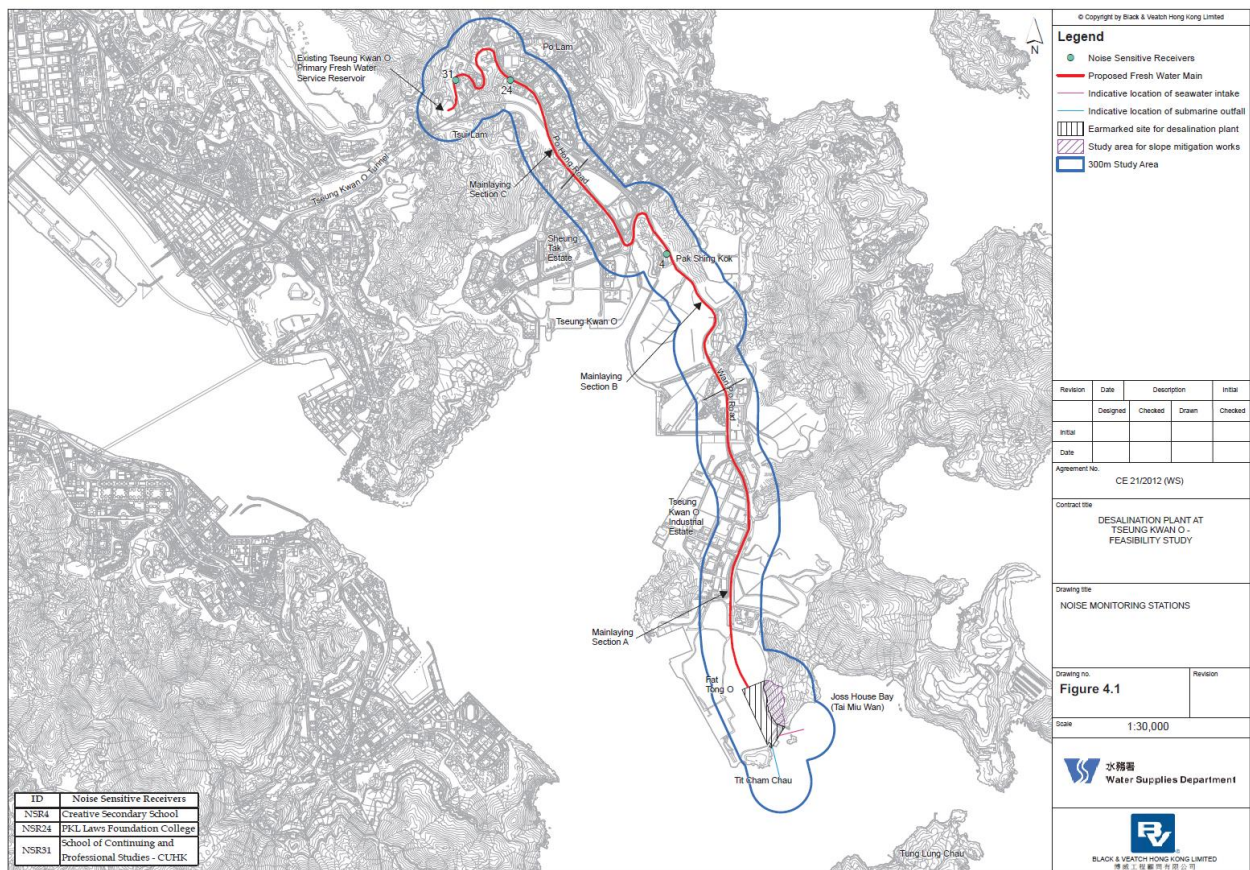 Existing Tseung Kwan O
Primary Fresh Water
Service Reservoir
Po Lam
31
24
N
Tsui Lam
Tseung Kwan O Tunnel
Po Hong Road
Mainlaying
Section C
Sheung
Tak
Estate
4
Pak Shing Kok
Tseung Kwan O
Mainlaying
Section B
Wan Po Road
Tseung
Kwan O
Industrial
Estate
Mainlaying
Section A
Fat
Tong O
Joss House Bay
(Tai Miu Wan)
Tit Cham Chau
Tung Lung Chau
ID Noise Sensitive Receivers
NSR4 Creative Secondary School
NSR24 PKL Laws Foundation College
NSR31 School of Continuing and
Professional Studies - CUHK
© Copyright by Black & Veatch Hong Kong Limited
Legend
Noise Sensitive Receivers
Proposed Fresh Water Main
Indicative location of seawater intake
Indicative location of submarine outfall
Earmarked site for desalination plant
Study area for slope mitigation works
300m Study Area
Revision Date Description Initial
Designed Checked Drawn Checked
Initial
Date
Agreement No.
CE 21/2012 (WS)
Contract title
DESALINATION PLANT AT
TSEUNG KWAN O -
FEASIBILITY STUDY
Drawing title
NOISE MONITORING STATIONS
Drawing no.
Revision
Figure 4.1
Scale
1:30,000
水務署
Water Supplies Department
BV
BLACK & VEATCH HONG KONG LIMITED
博威工程顧問有限公司